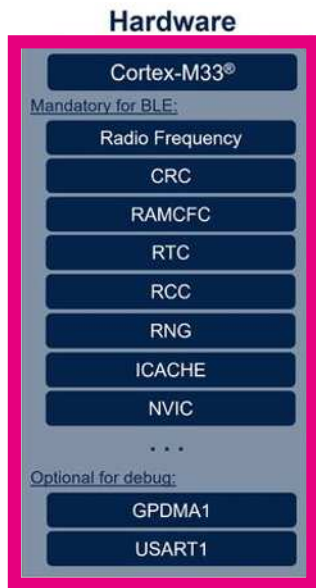 Hardware
Cortex-M33®
Mandatory for BLE:
Radio Frequency
CRC
RAMCFC
RTC
RCC
RNG
ICACHE
NVIC
...
Optional for debug:
GPDMA1
USART1